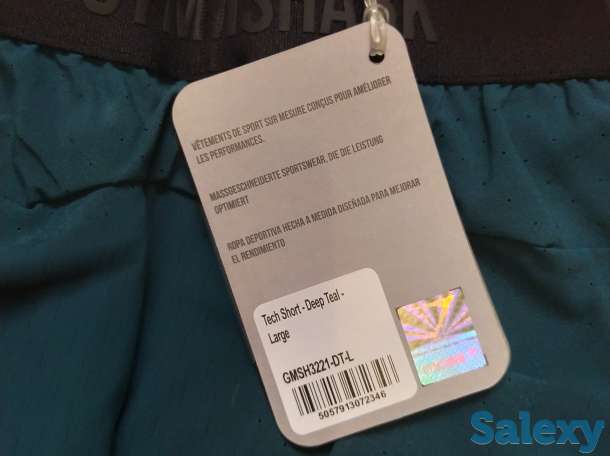 GYMSHARK
VÊTEMENTS DE SPORT SUR MESURE CONÇUS POUR AMÉLIORER
LES PERFORMANCES.
MASSGESCHNEIDERTE SPORTSWEAR, DIE DIE LEISTUNG
OPTIMIERT
ROPA DEPORTIVA HECHA A MEDIDA DISEÑADA PARA MEJORAR
EL RENDIMIENTO
Tech Short - Deep Teal -
Large
GMSH3221-DT-L
5057913072346
Salexy